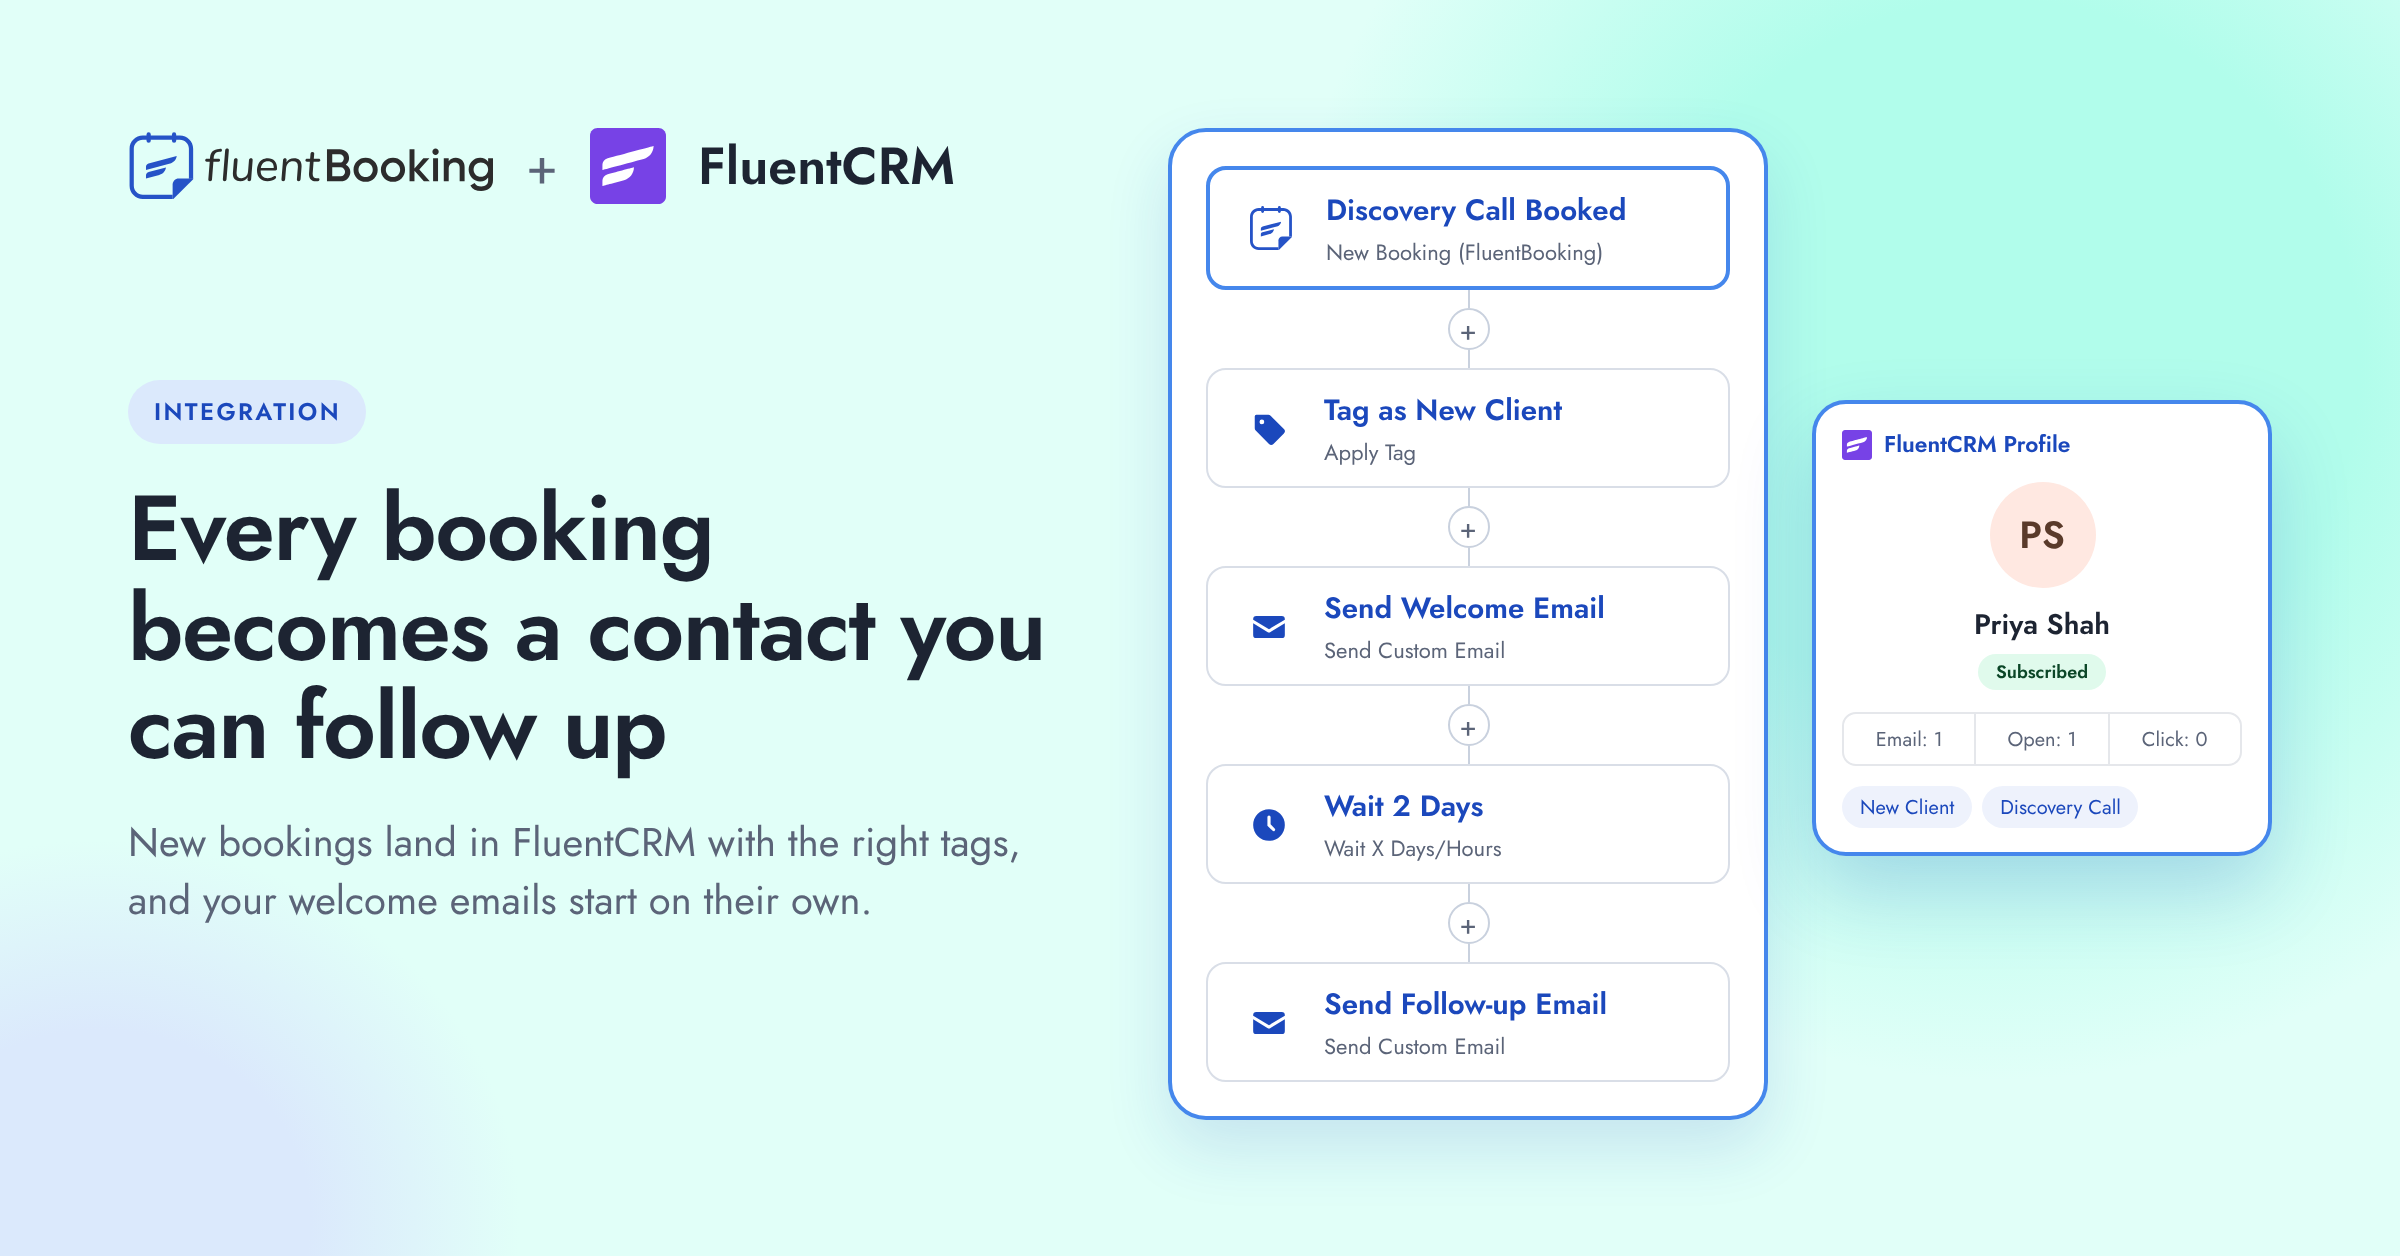 fluentBooking + FluentCRM
INTEGRATION
Every booking
becomes a contact you
can follow up
New bookings land in FluentCRM with the right tags,
and your welcome emails start on their own.
Discovery Call Booked
New Booking (FluentBooking)
+
Tag as New Client
Apply Tag
+
Send Welcome Email
Send Custom Email
+
Wait 2 Days
Wait X Days/Hours
+
Send Follow-up Email
Send Custom Email
FluentCRM Profile
PS
Priya Shah
Subscribed
Email: 1 Open: 1 Click: 0
New Client Discovery Call